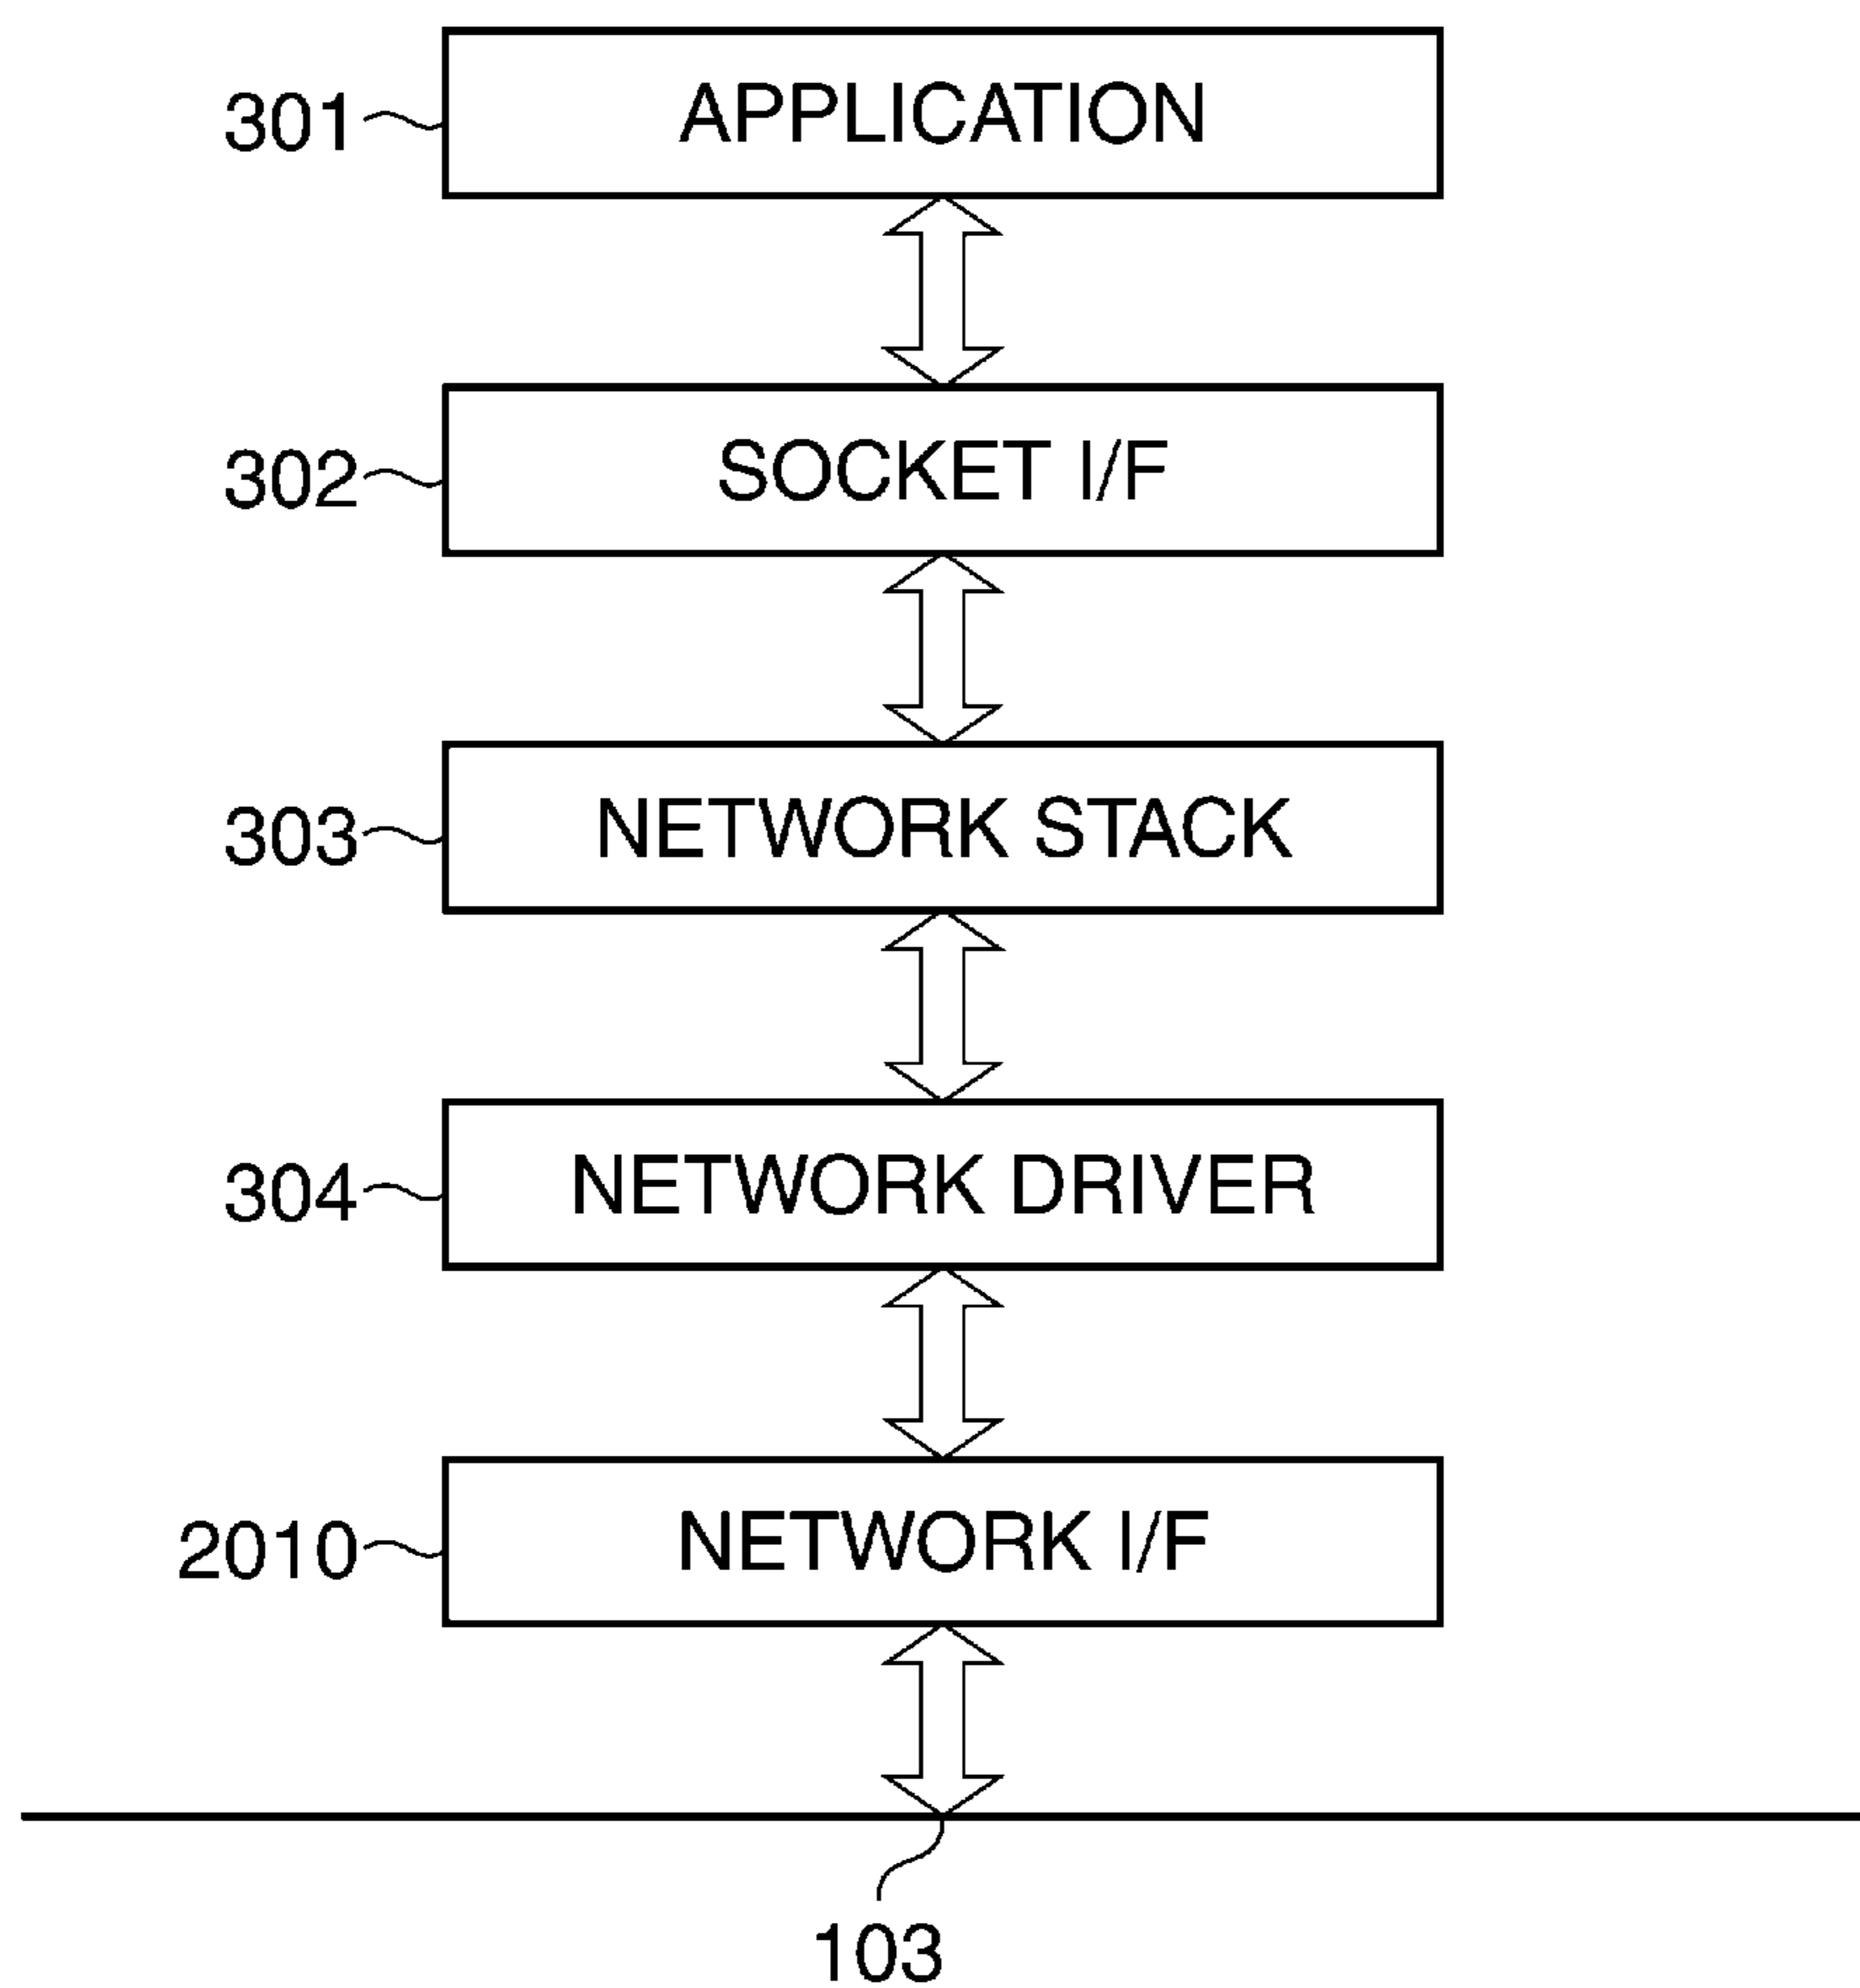 301 APPLICATION
302 SOCKET I/F
303 NETWORK STACK
304 NETWORK DRIVER
2010 NETWORK I/F
103